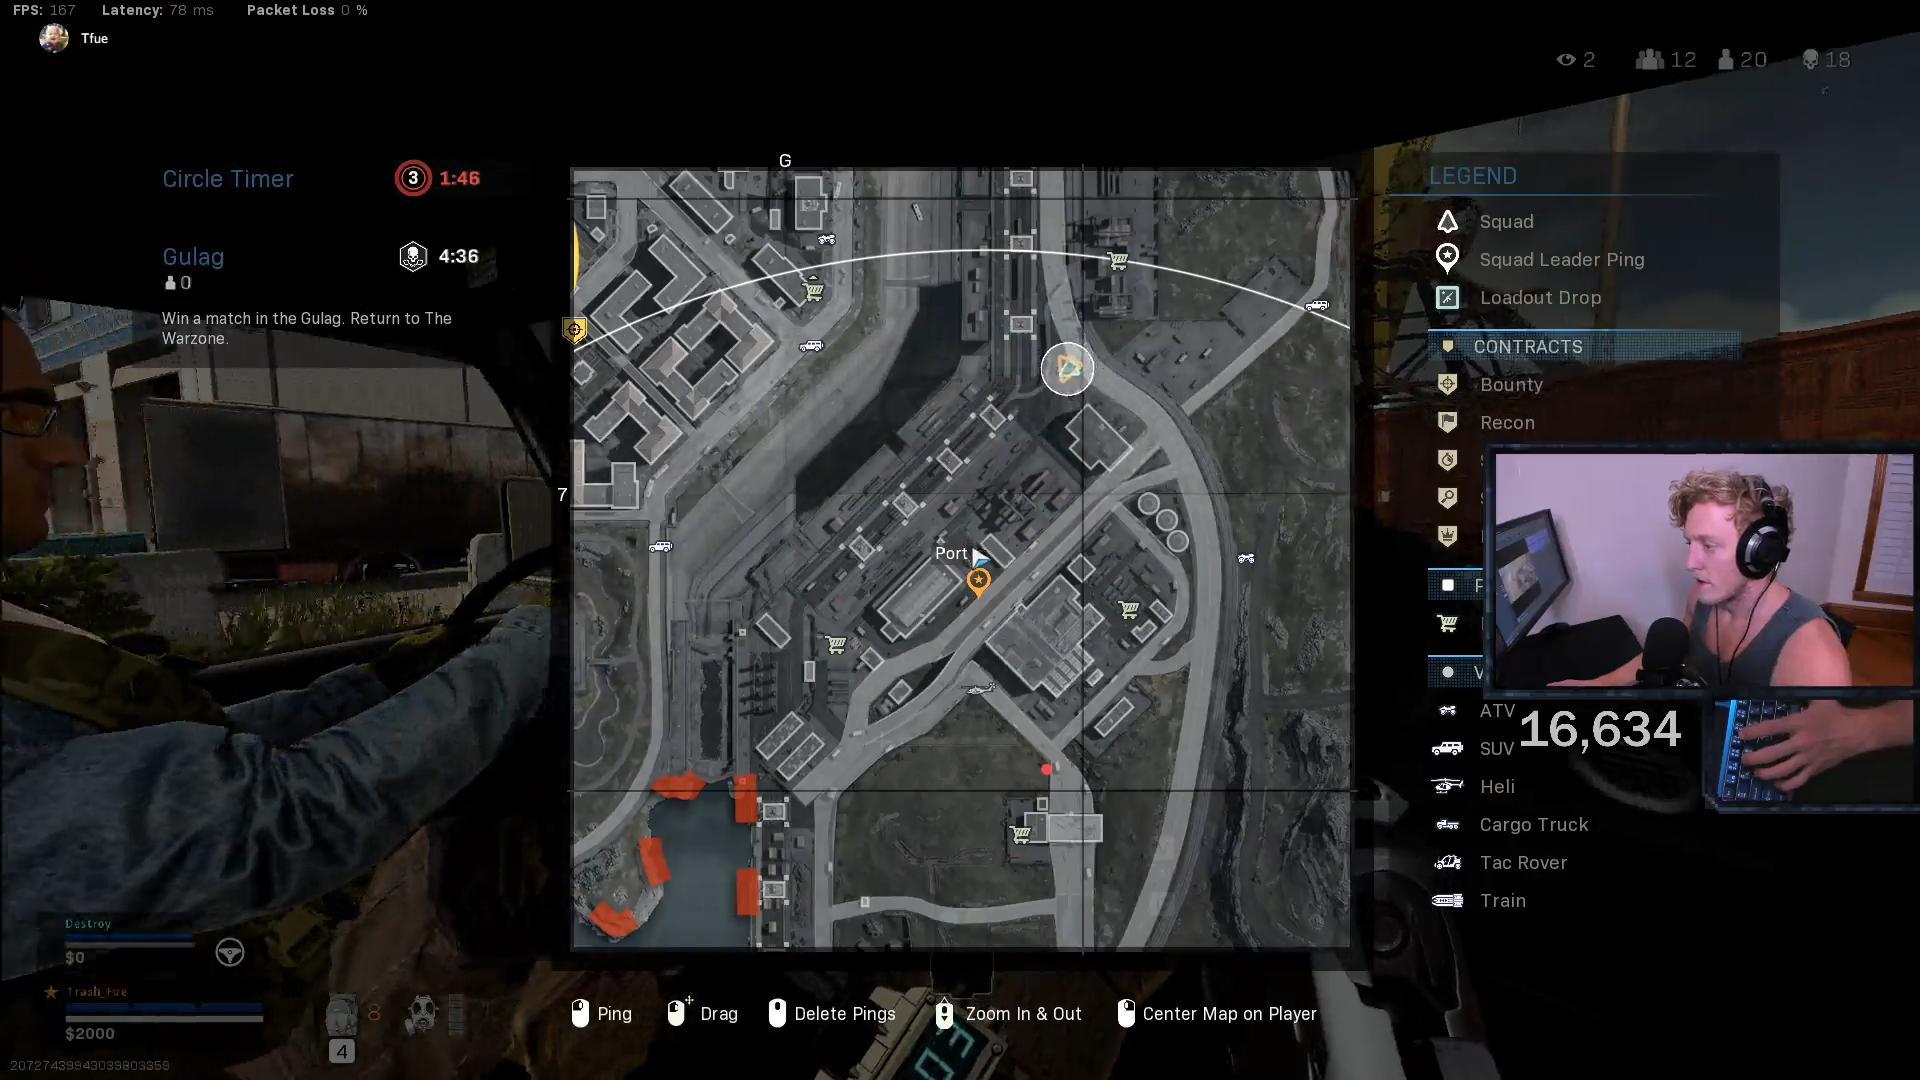 FPS: 167 Latency: 78 ms Packet Loss 0 %
Tfue
2 12 20 18
Circle Timer 3 1:46
Gulag 4:36
0
Win a match in the Gulag. Return to The
Warzone.
G
7
Port
LEGEND
Squad
Squad Leader Ping
Loadout Drop
CONTRACTS
Bounty
Recon
ATV
SUV
Heli
Cargo Truck
Tac Rover
Train
16,634
Destroy
$0
Trash_Fue
$2000
8
4
Ping Drag Delete Pings Zoom In & Out Center Map on Player
20727439943039803359